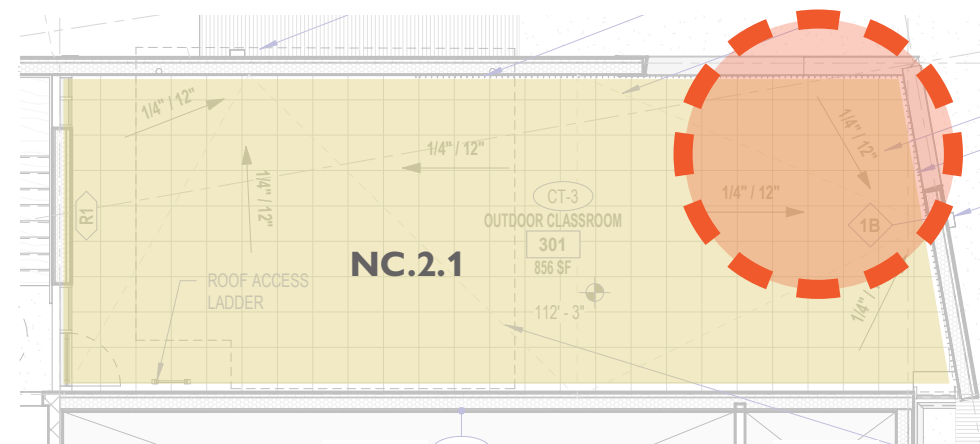 1/4" / 12"
1/4" / 12"
1/4" / 12"
1/4" / 12"
1/4" / 12"
CT-3
OUTDOOR CLASSROOM
301
856 SF
R1
1B
NC.2.1
ROOF ACCESS
LADDER
112' - 3"
1/4" /